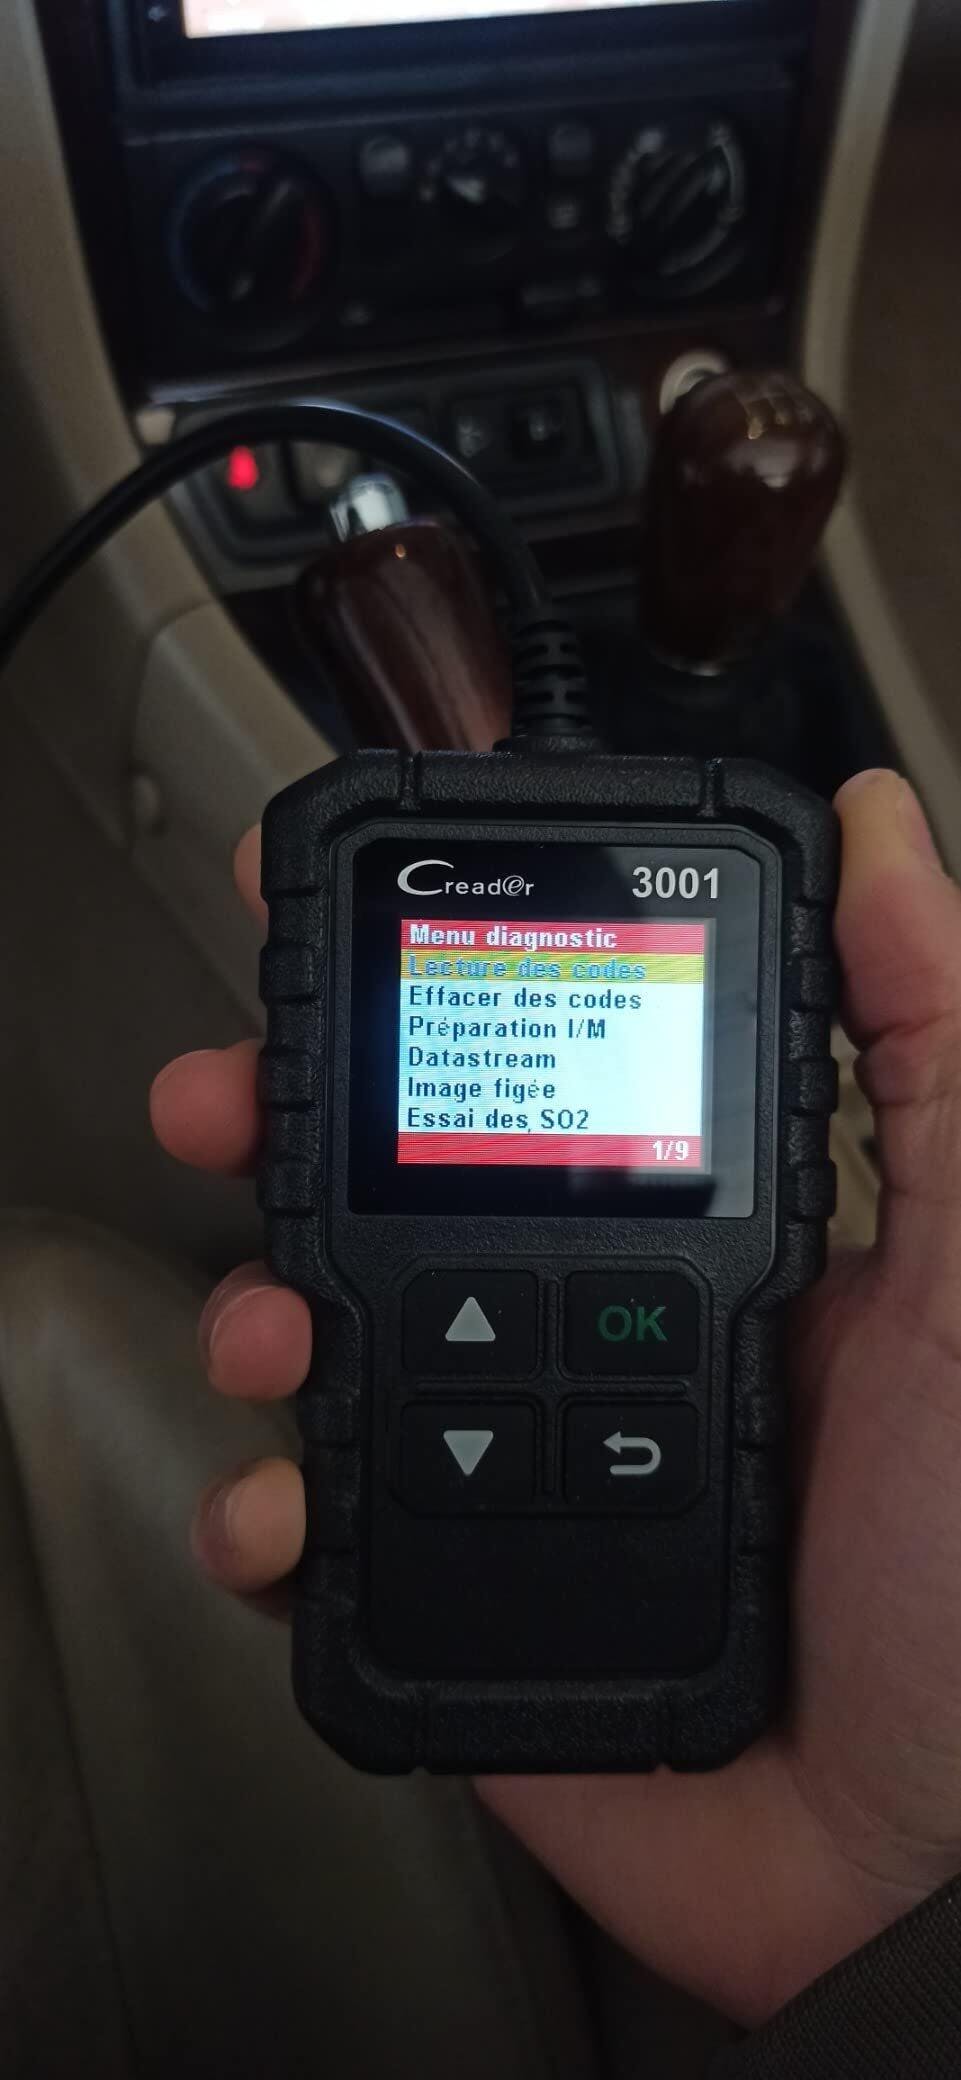 Creader
3001
Menu diagnostic
Lecture des codes
Effacer des codes
Préparation I/M
Datastream
Image figée
Essai des SO2
1/9
OK